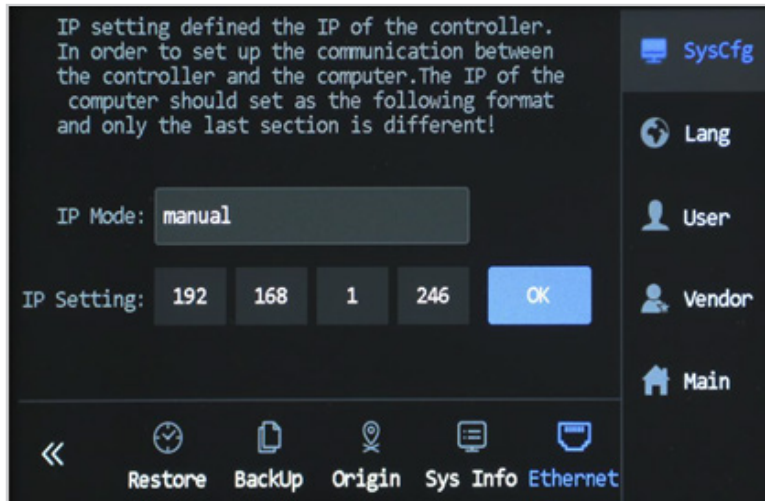 IP setting defined the IP of the controller.
In order to set up the communication between
the controller and the computer.The IP of the
computer should set as the following format
and only the last section is different!
IP Mode: manual
IP Setting: 192 168 1 246 OK
SysCfg
Lang
User
Vendor
Main
«
Restore BackUp Origin Sys Info Ethernet